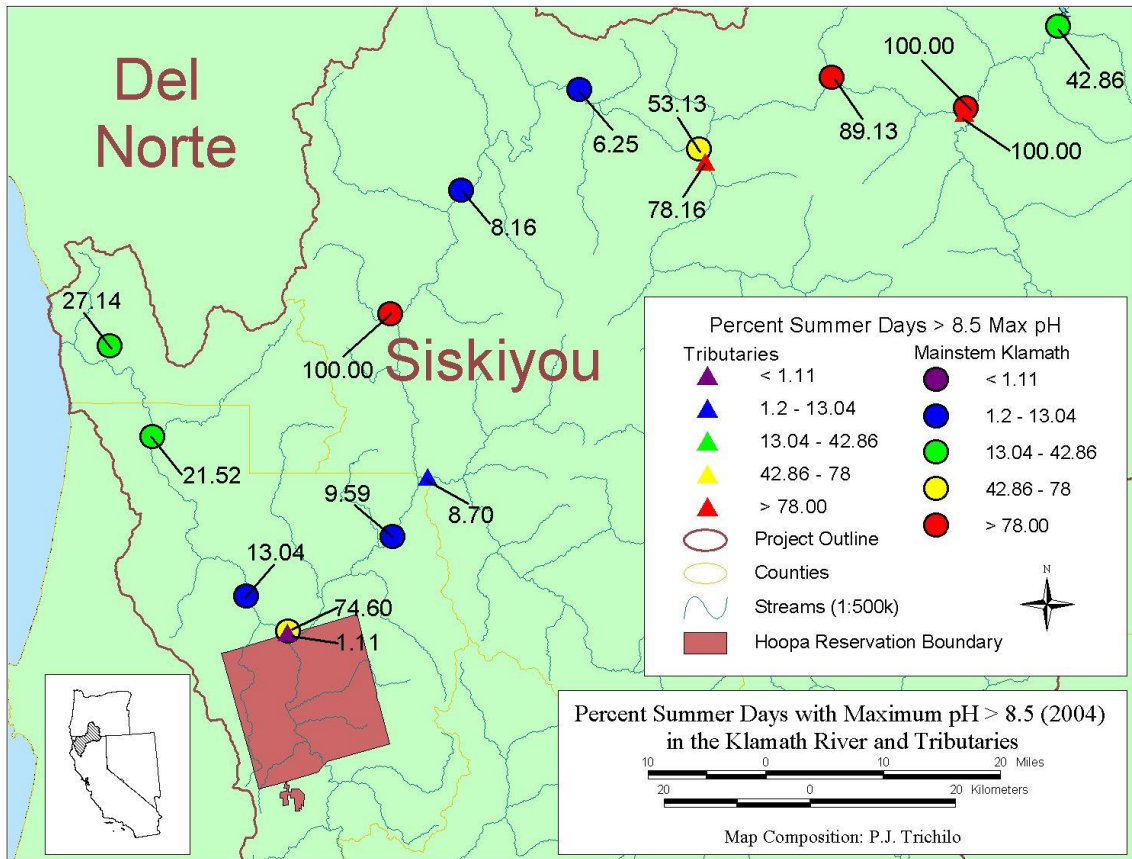 Del
Norte
Siskiyou
42.86
100.00
100.00
89.13
53.13
78.16
6.25
8.16
100.00
27.14
21.52
9.59
8.70
13.04
74.60
1.11
Percent Summer Days > 8.5 Max pH
Tributaries
< 1.11
1.2 - 13.04
13.04 - 42.86
42.86 - 78
> 78.00
Mainstem Klamath
< 1.11
1.2 - 13.04
13.04 - 42.86
42.86 - 78
> 78.00
Project Outline
Counties
Streams (1:500k)
Hoopa Reservation Boundary
N
Percent Summer Days with Maximum pH > 8.5 (2004)
in the Klamath River and Tributaries
10 0 10 20 Miles
20 0 20 Kilometers
Map Composition: P.J. Trichilo